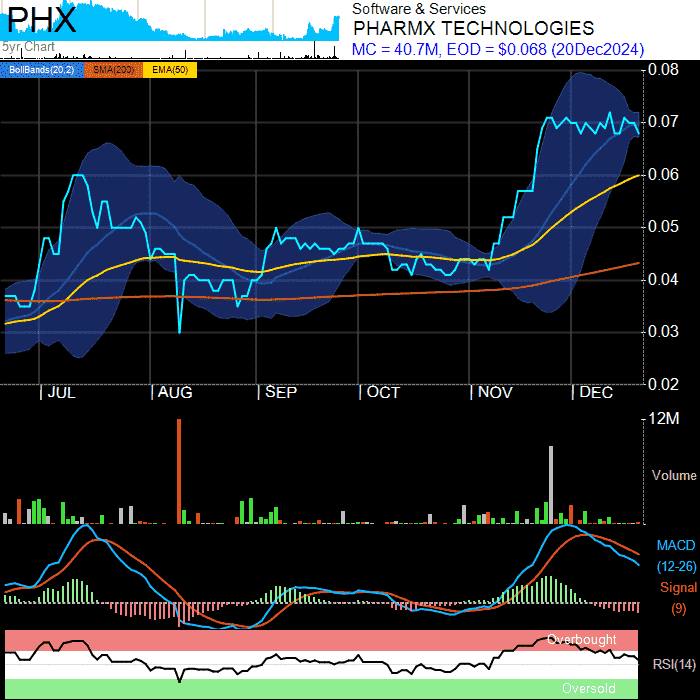 PHX
5yr Chart
Software & Services
PHARMX TECHNOLOGIES
MC = 40.7M, EOD = $0.068 (20Dec2024)
BollBands(20,2) SMA(200) EMA(50)
0.08
0.07
0.06
0.05
0.04
0.03
0.02
JUL AUG SEP OCT NOV DEC
12M
Volume
MACD
(12-26)
Signal
(9)
Overbought
RSI(14)
Oversold